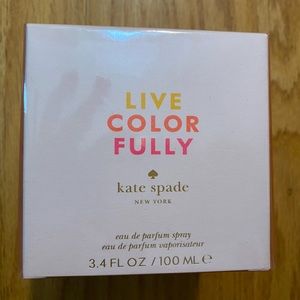 LIVE
COLOR
FULLY
kate spade
NEW YORK
eau de parfum spray
eau de parfum vaporisateur
3.4 FL OZ / 100 ML ℮